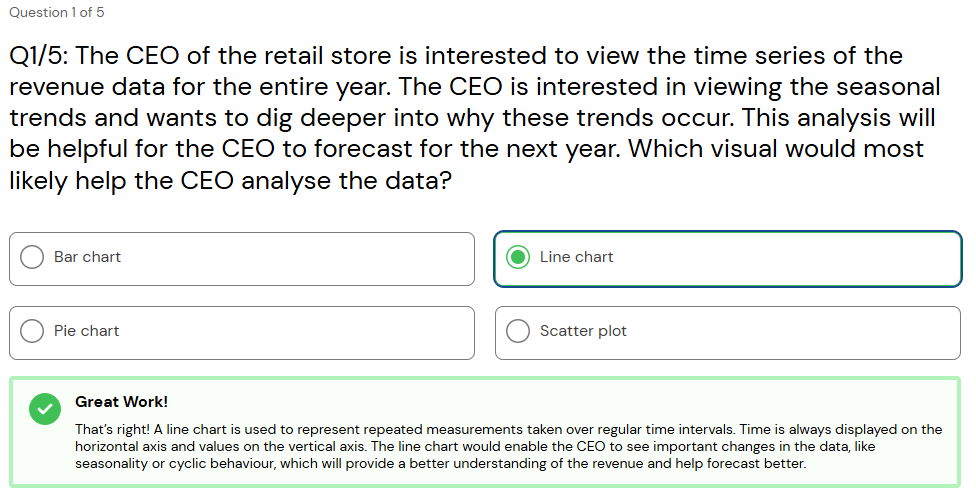 Question 1 of 5
Q1/5: The CEO of the retail store is interested to view the time series of the
revenue data for the entire year. The CEO is interested in viewing the seasonal
trends and wants to dig deeper into why these trends occur. This analysis will
be helpful for the CEO to forecast for the next year. Which visual would most
likely help the CEO analyse the data?
Bar chart
Line chart
Pie chart
Scatter plot
Great Work!
That's right! A line chart is used to represent repeated measurements taken over regular time intervals. Time is always displayed on the
horizontal axis and values on the vertical axis. The line chart would enable the CEO to see important changes in the data, like
seasonality or cyclic behaviour, which will provide a better understanding of the revenue and help forecast better.